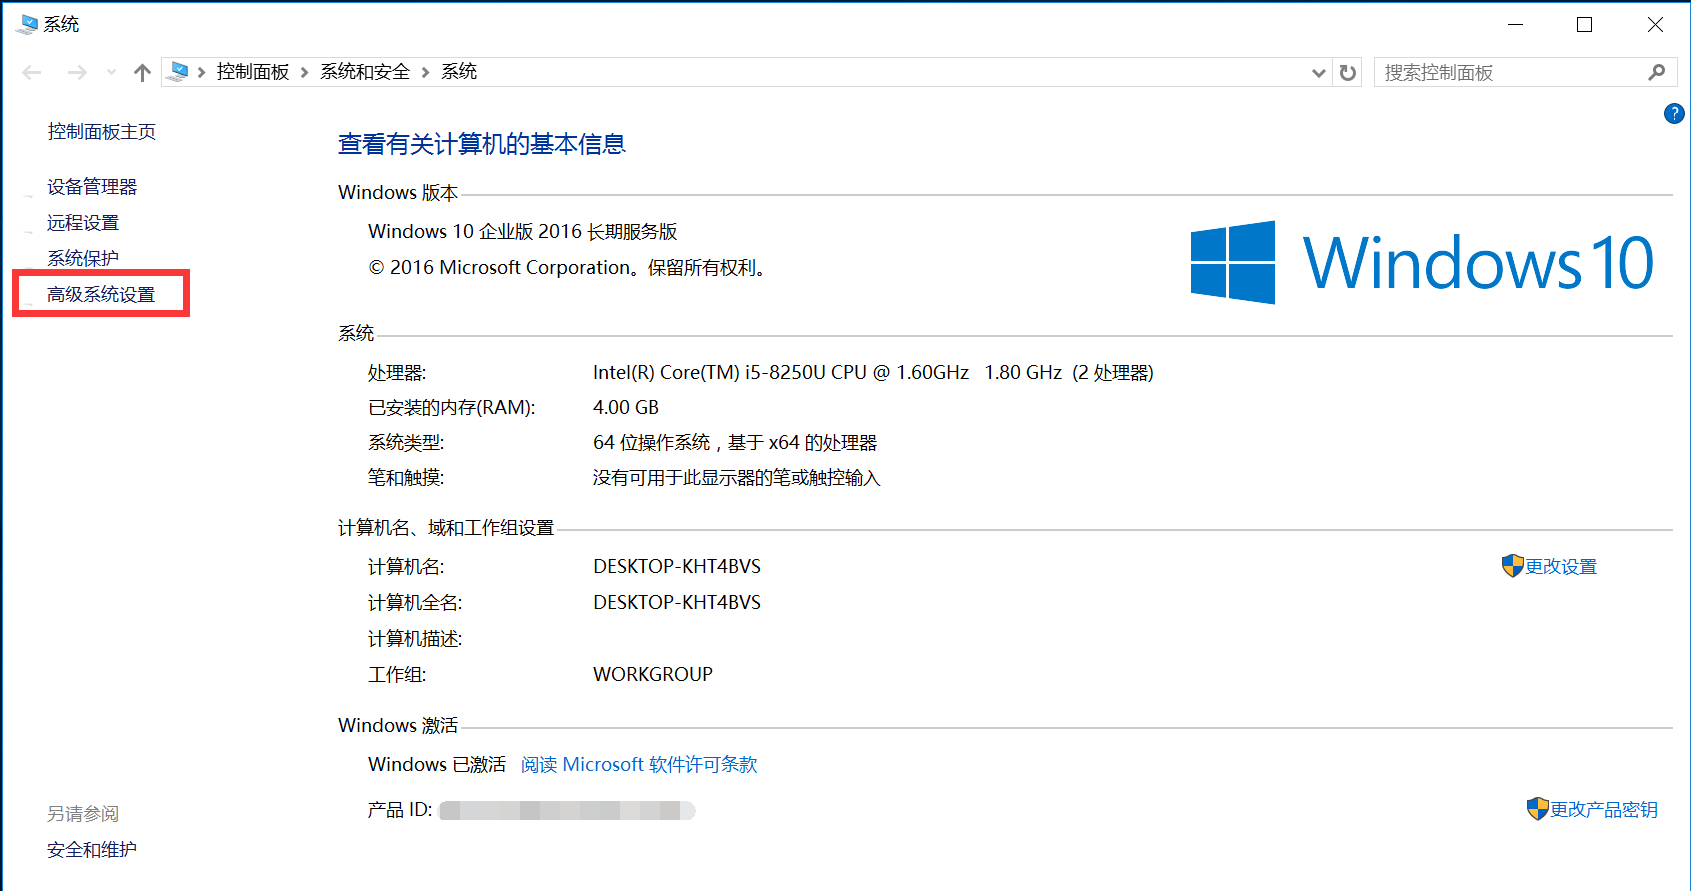 系统
控制面板 系统和安全 系统
搜索控制面板
控制面板主页
设备管理器
远程设置
系统保护
高级系统设置
查看有关计算机的基本信息
Windows 版本
Windows 10 企业版 2016 长期服务版
© 2016 Microsoft Corporation。保留所有权利。
Windows 10
系统
处理器: Intel(R) Core(TM) i5-8250U CPU @ 1.60GHz 1.80 GHz (2 处理器)
已安装的内存(RAM): 4.00 GB
系统类型: 64 位操作系统，基于 x64 的处理器
笔和触摸: 没有可用于此显示器的笔或触控输入
计算机名、域和工作组设置
计算机名: DESKTOP-KHT4BVS 更改设置
计算机全名: DESKTOP-KHT4BVS
计算机描述:
工作组: WORKGROUP
Windows 激活
Windows 已激活 阅读 Microsoft 软件许可条款
产品 ID: 更改产品密钥
另请参阅
安全和维护